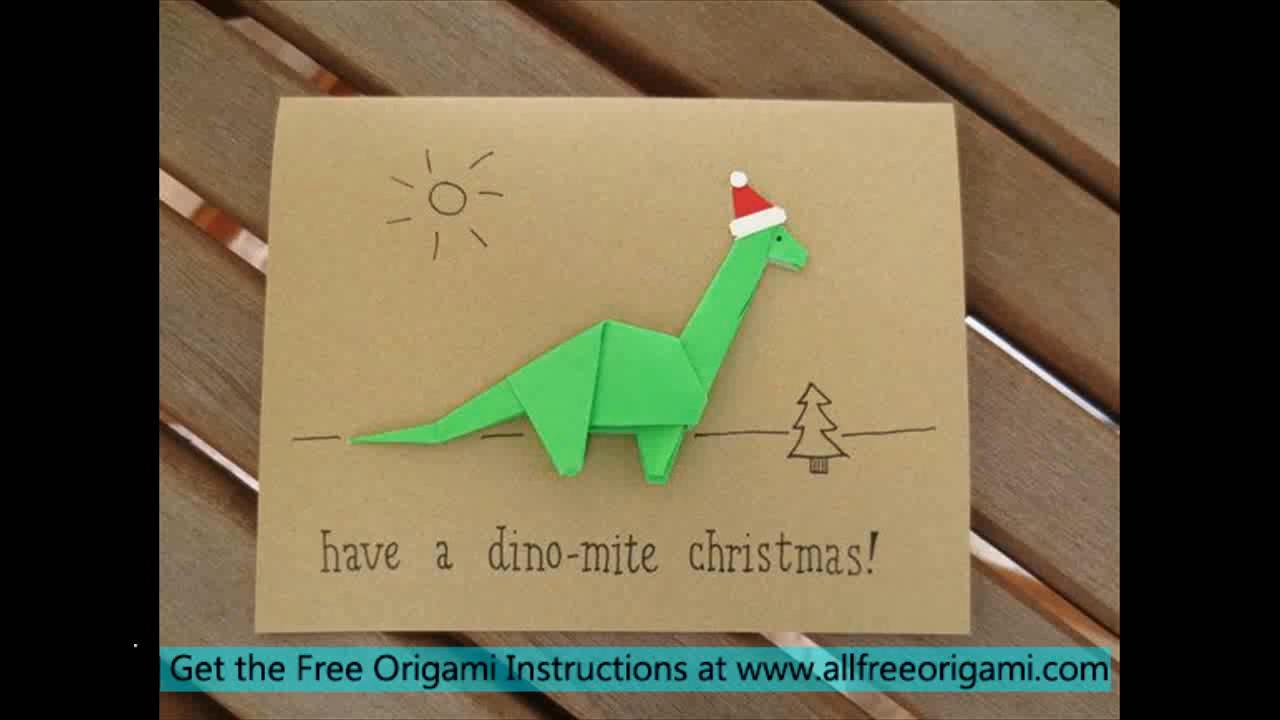 have a dino-mite christmas!
Get the Free Origami Instructions at www.allfreeorigami.com